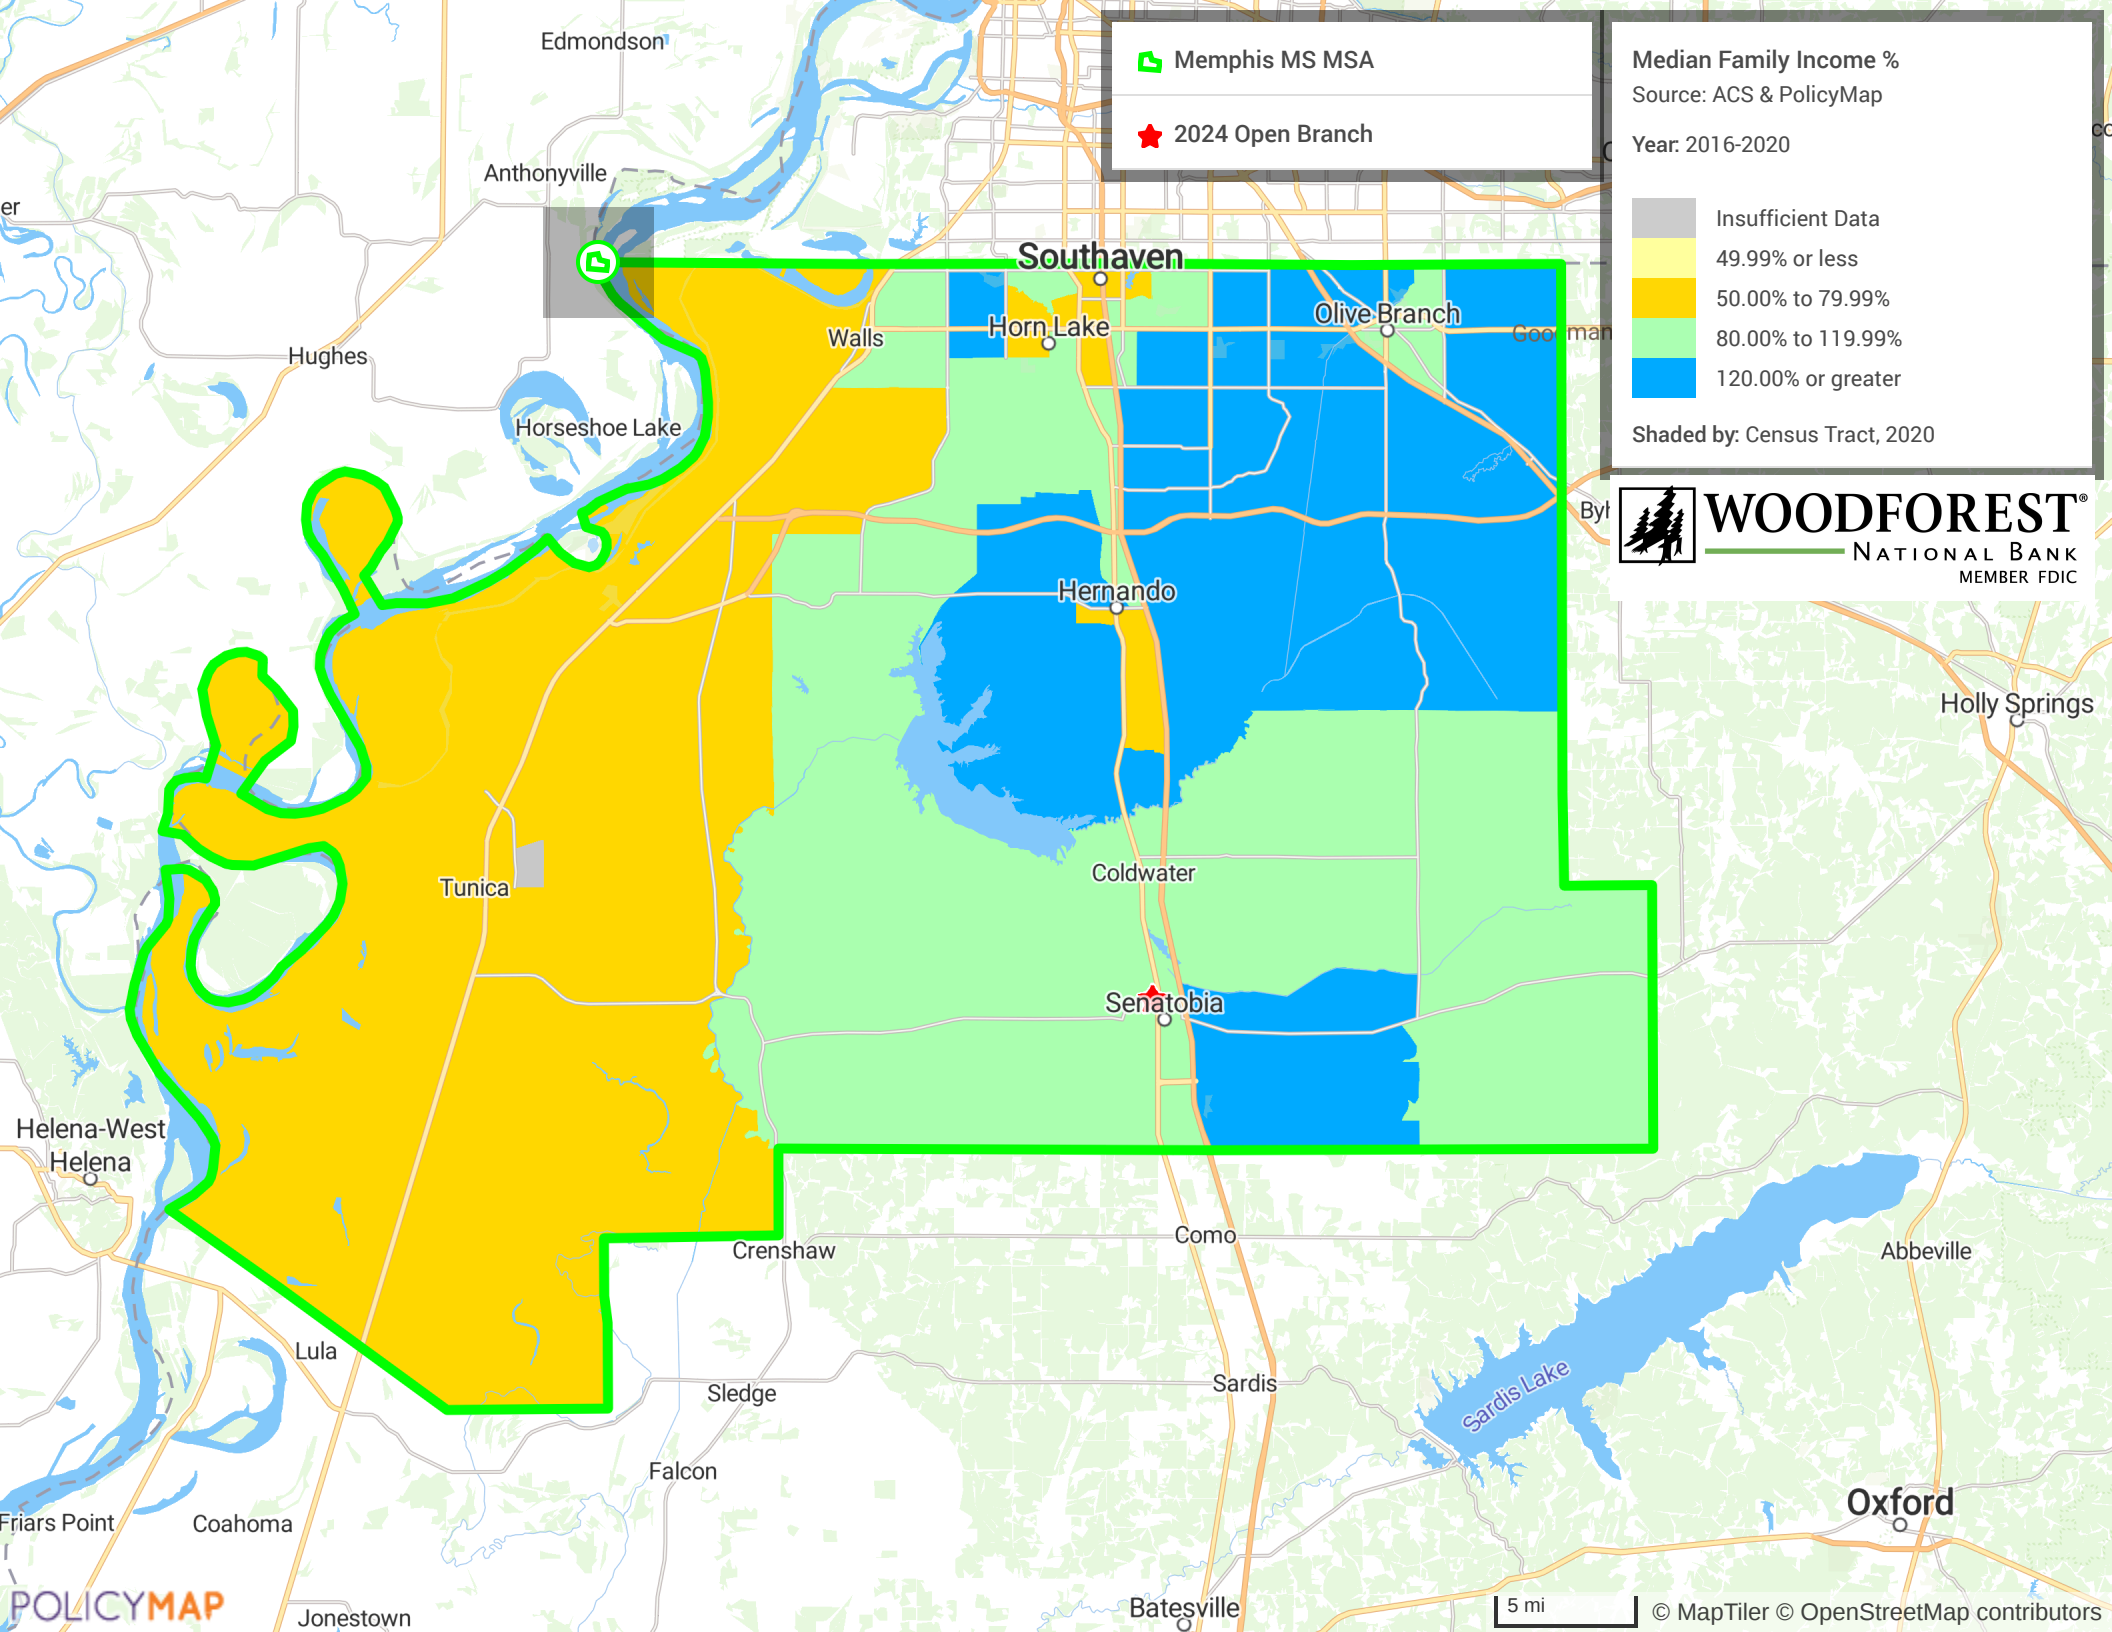 Edmondson
Anthonyville
er
Hughes
Horseshoe Lake
Southaven
Horn Lake
Walls
Olive Branch
Hernando
Holly Springs
Tunica
Coldwater
Senatobia
Helena-West
Helena
Crenshaw
Como
Abbeville
Lula
Sledge
Sardis
Sardis Lake
Falcon
Friars Point
Coahoma
Oxford
Jonestown
Batesville
Memphis MS MSA
2024 Open Branch
Median Family Income %
Source: ACS & PolicyMap
Year: 2016-2020
Insufficient Data
49.99% or less
50.00% to 79.99%
80.00% to 119.99%
120.00% or greater
Shaded by: Census Tract, 2020
WOODFOREST®
NATIONAL BANK
MEMBER FDIC
POLICYMAP
5 mi
© MapTiler © OpenStreetMap contributors